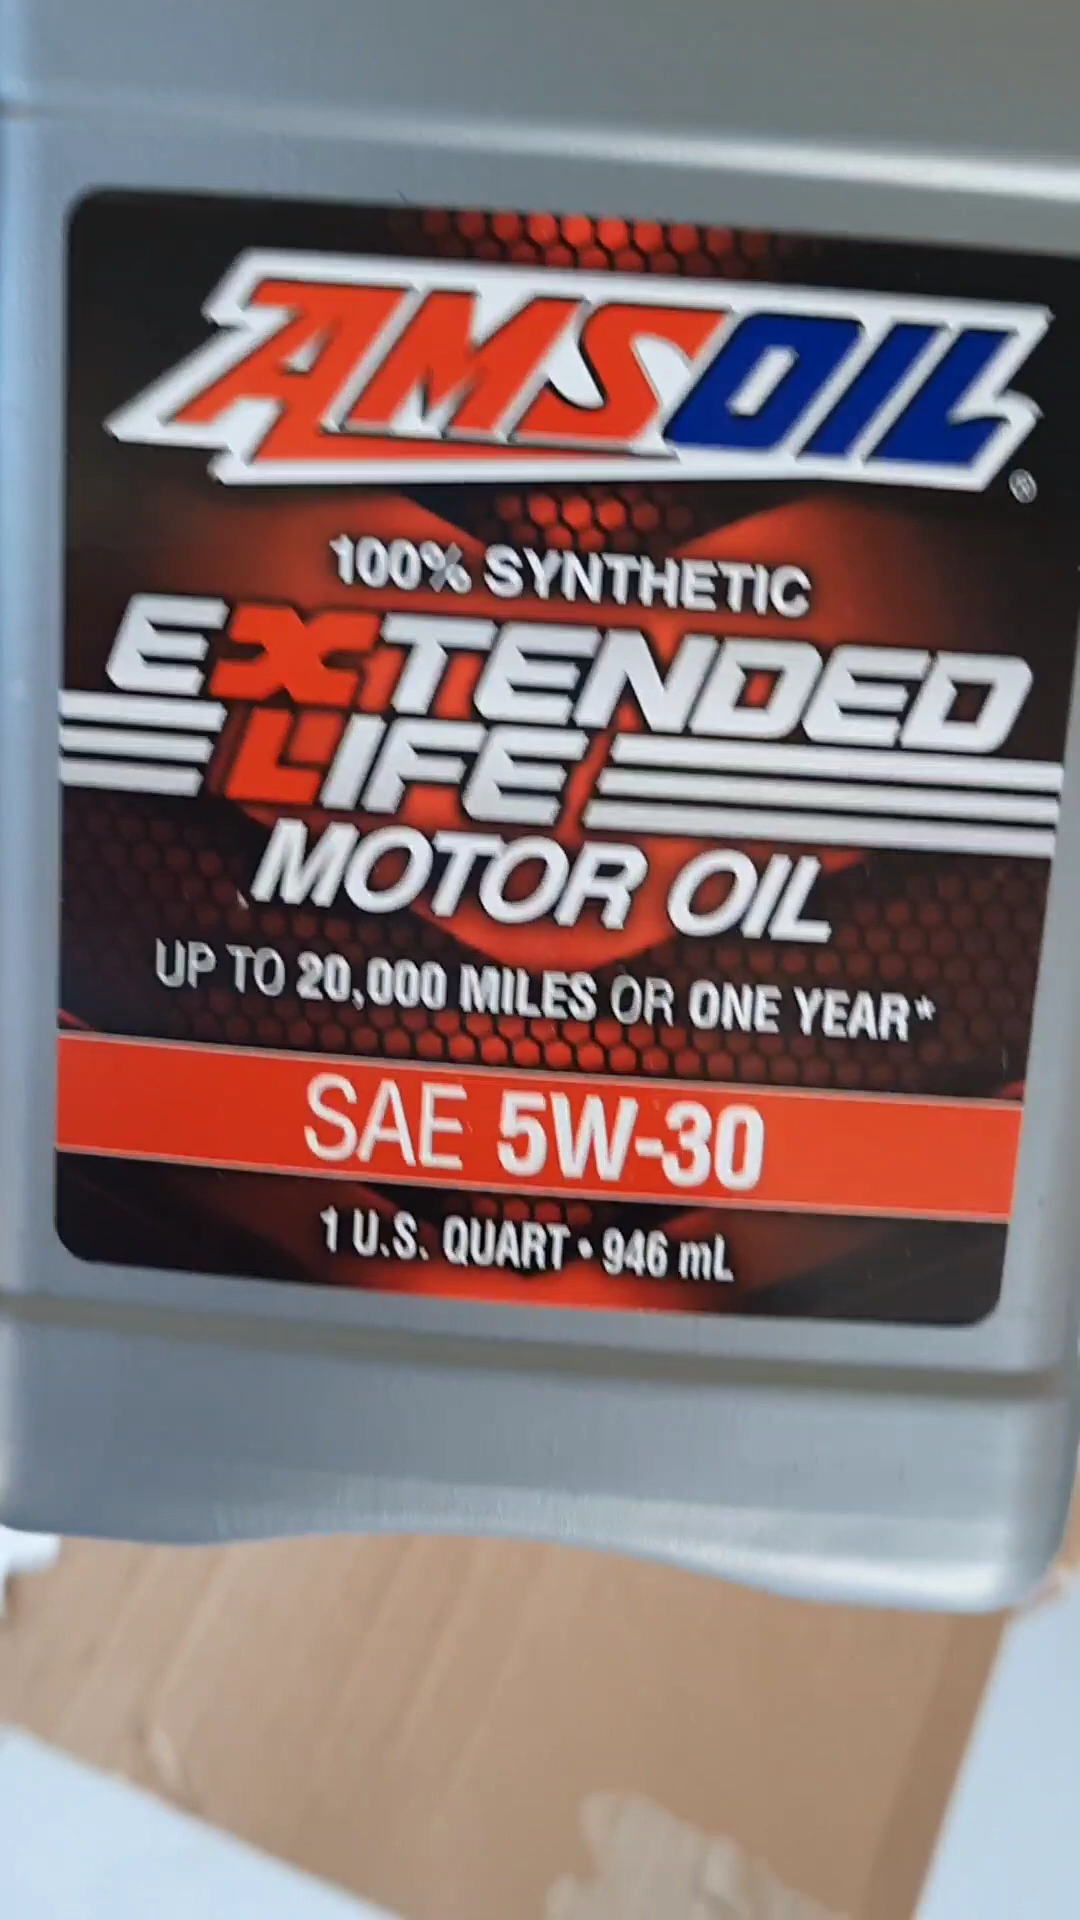 AMSOIL®
100% SYNTHETIC
EXTENDED
LIFE
MOTOR OIL
UP TO 20,000 MILES OR ONE YEAR*
SAE 5W-30
1 U.S. QUART • 946 mL